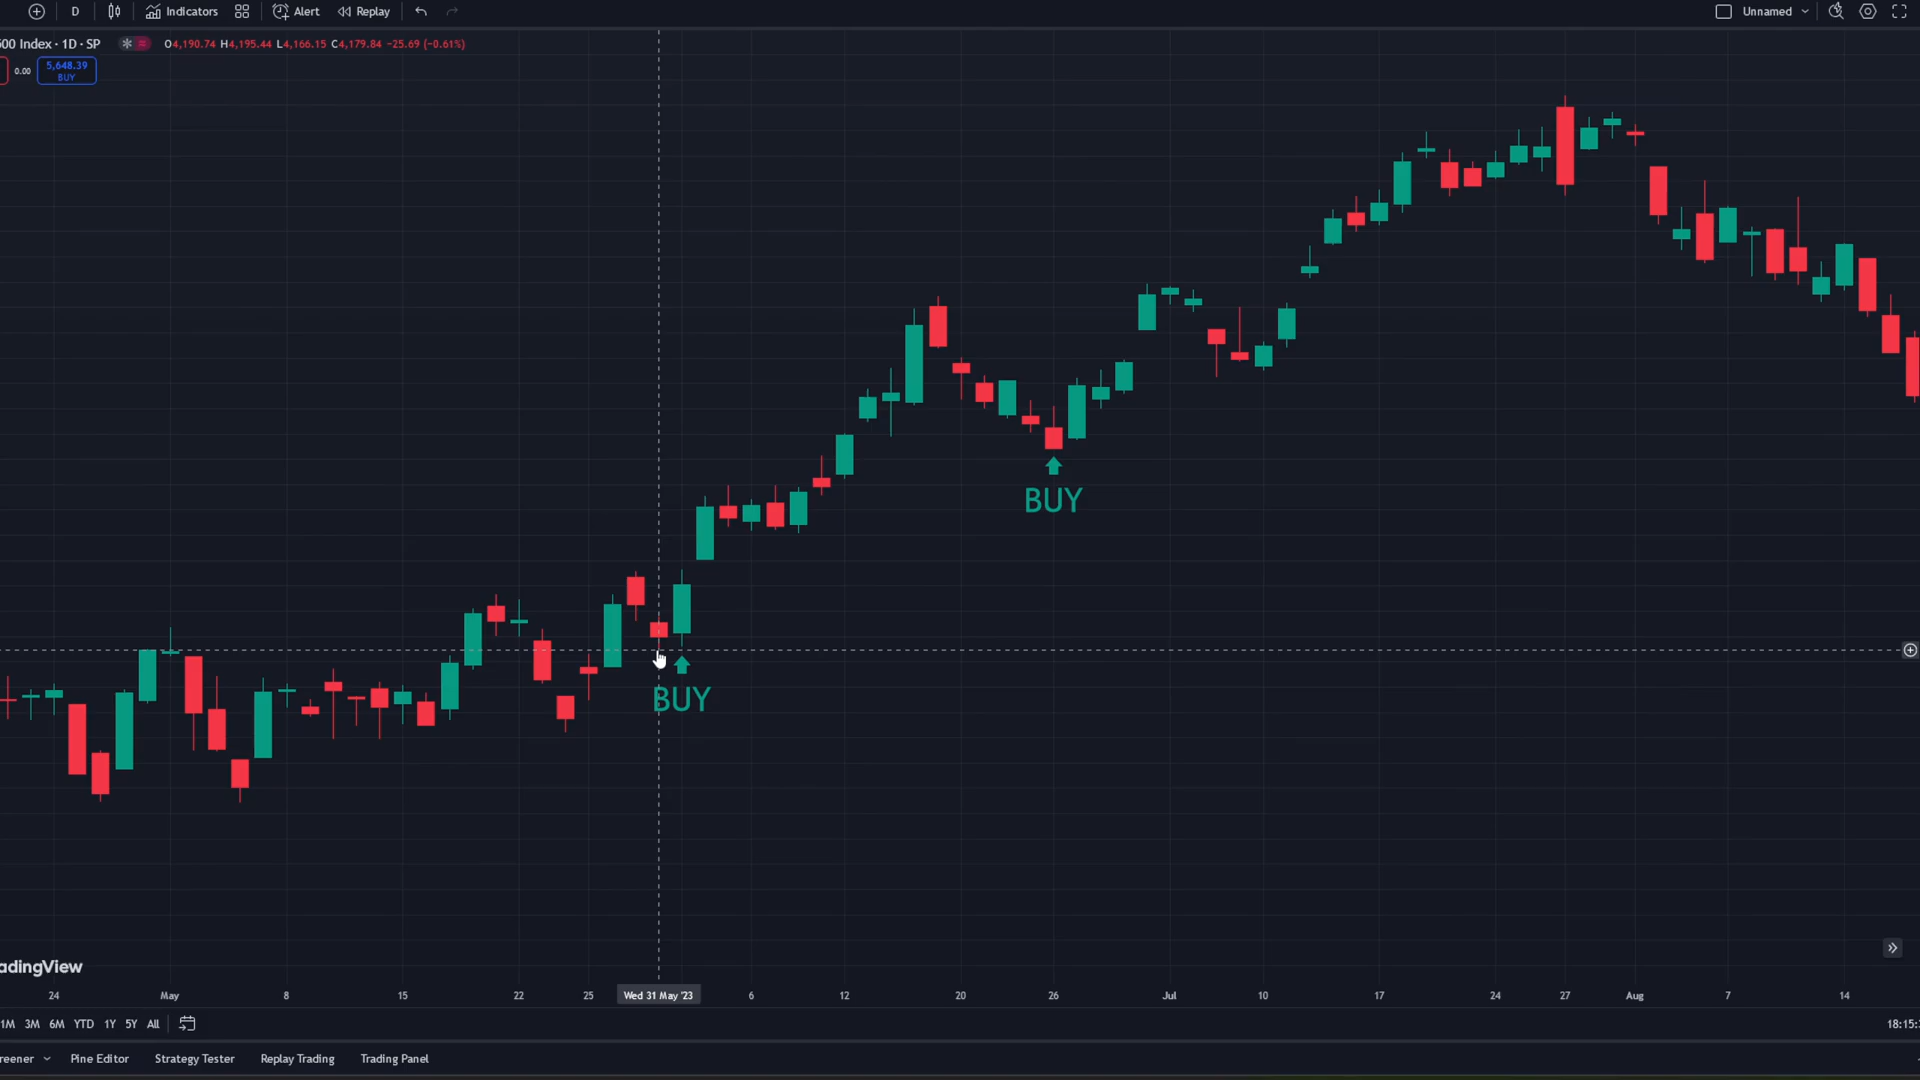 D Indicators Alert Replay Unnamed
500 Index · 1D · SP O4,190.74 H4,195.44 L4,166.15 C4,179.84 −25.69 (−0.61%)
0.00 5,648.39
BUY
BUY
BUY
adingView
24 May 8 15 22 25 Wed 31 May '23 6 12 20 26 Jul 10 17 24 27 Aug 7 14
1M 3M 6M YTD 1Y 5Y All 18:15:
reener Pine Editor Strategy Tester Replay Trading Trading Panel